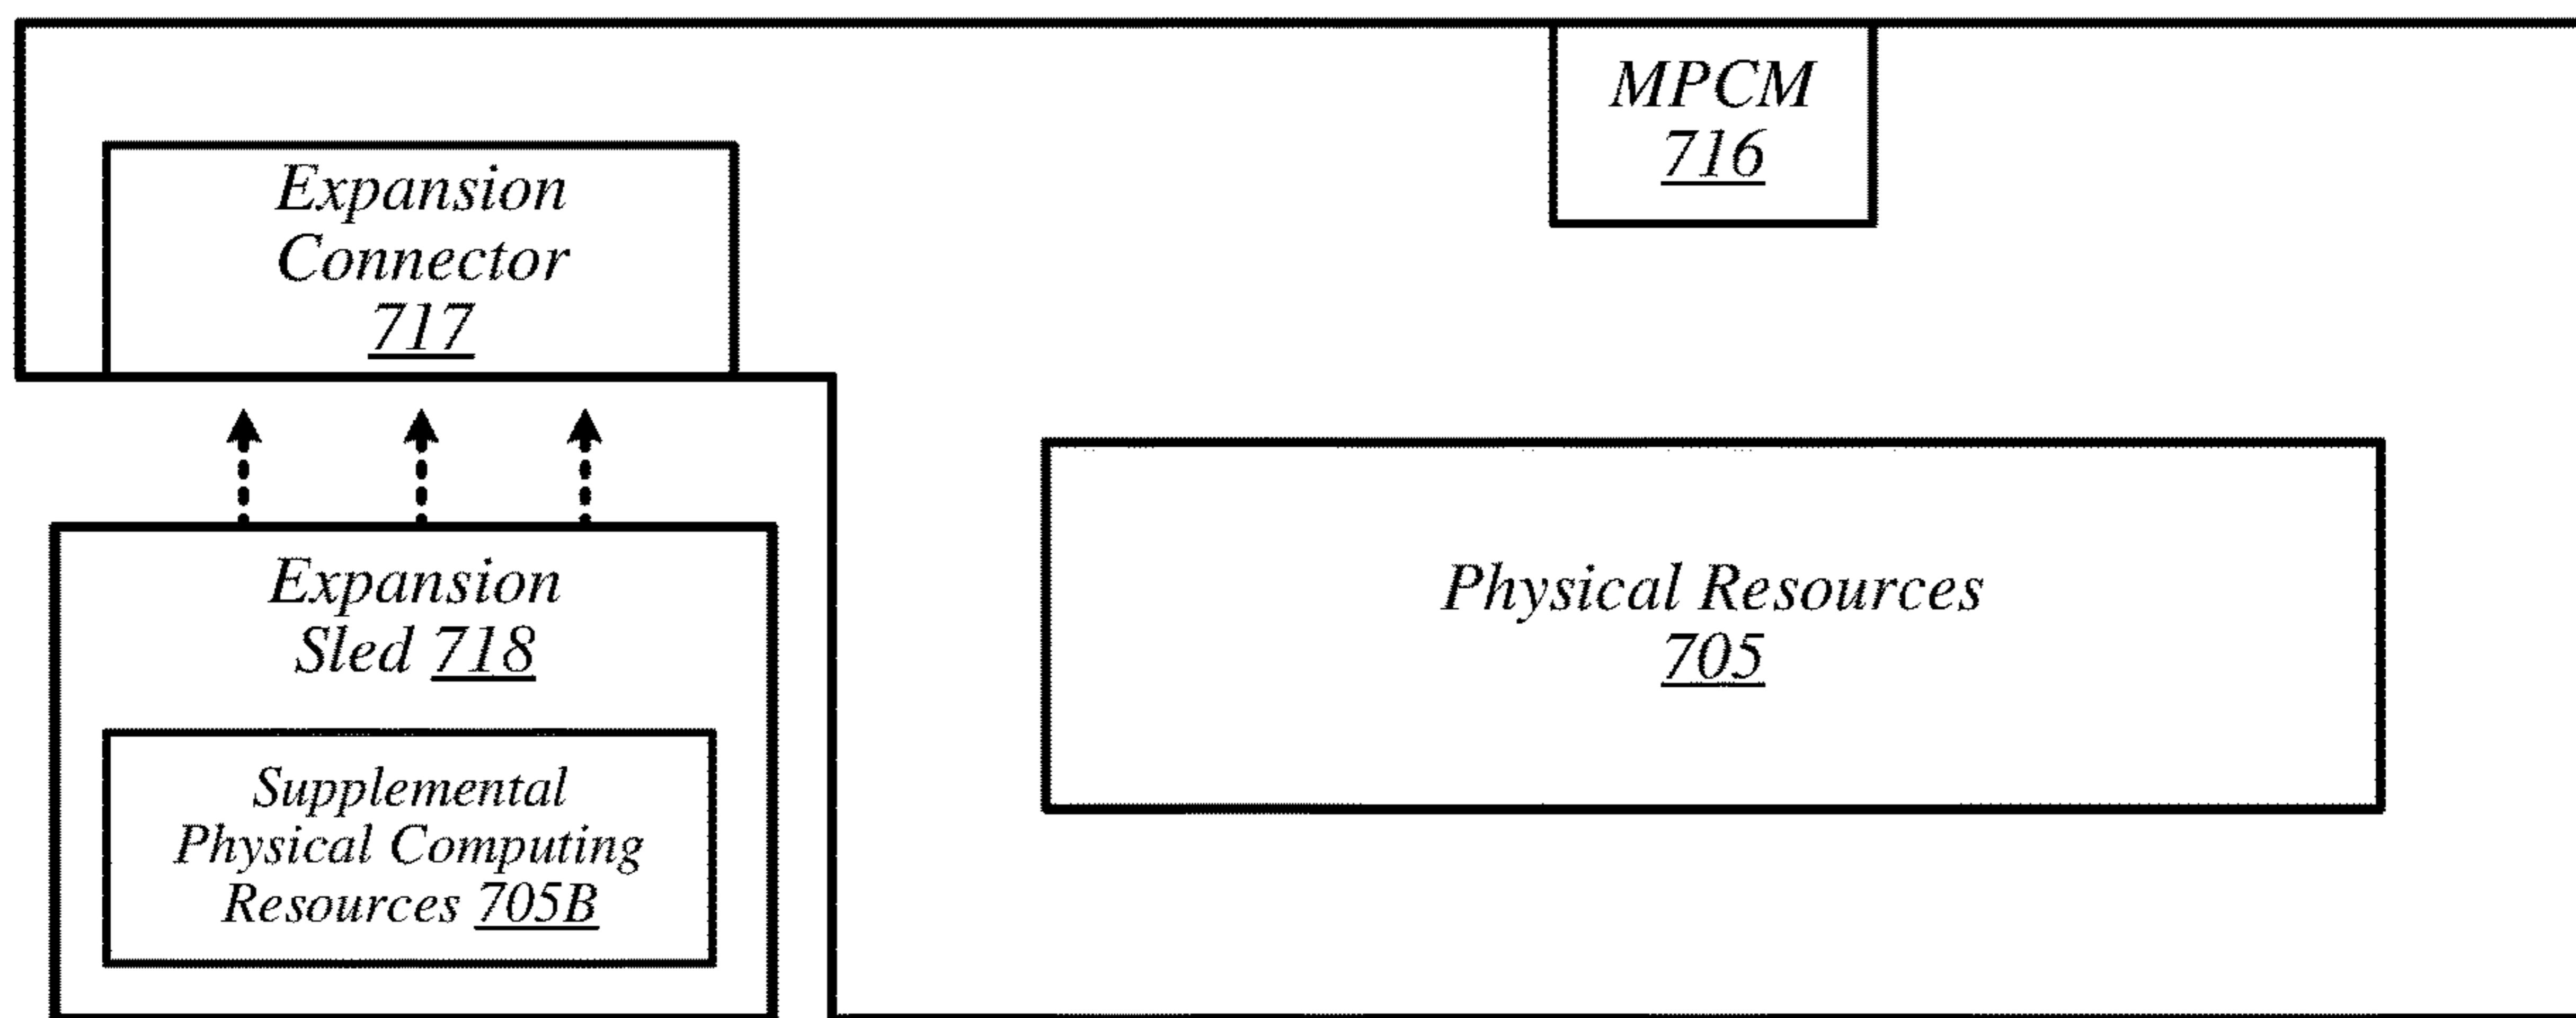 MPCM
716
Expansion
Connector
717
Expansion
Sled 718
Supplemental
Physical Computing
Resources 705B
Physical Resources
705